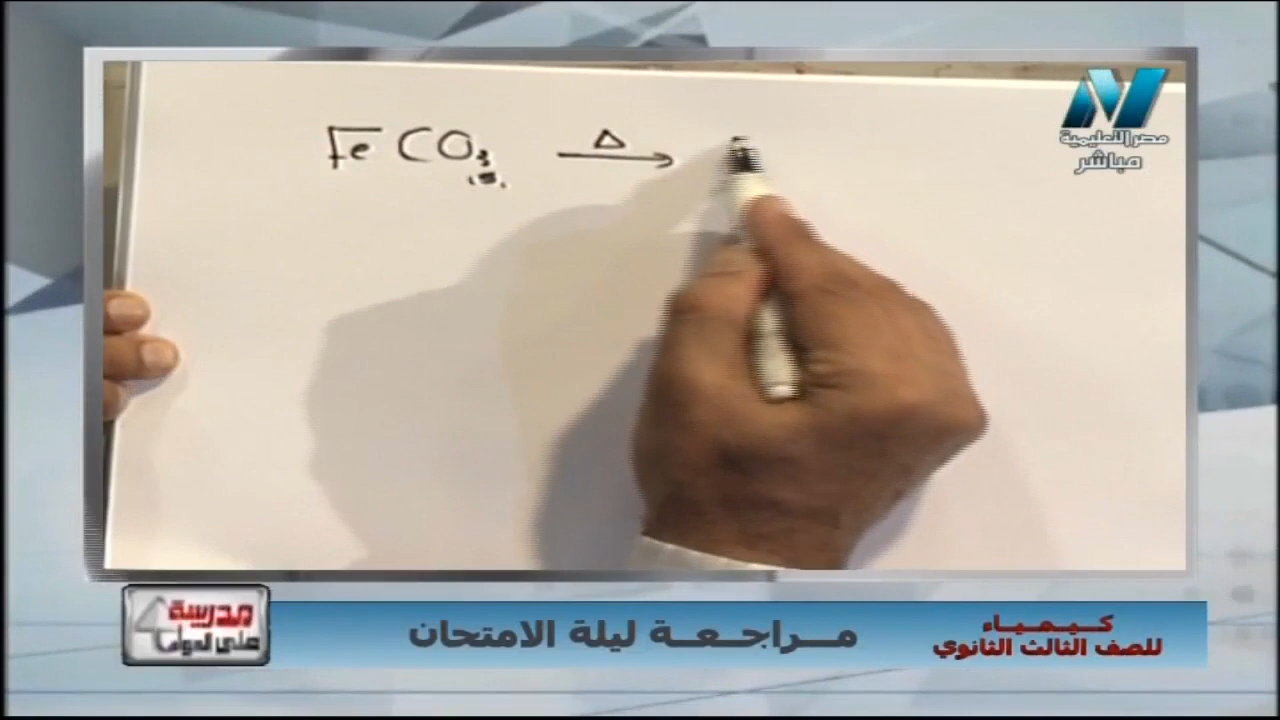 FeCO₃ —Δ→
مصر التعليمية
مباشر
مدرسة
على الهواء
مراجعة ليلة الامتحان
كيمياء
للصف الثالث الثانوي